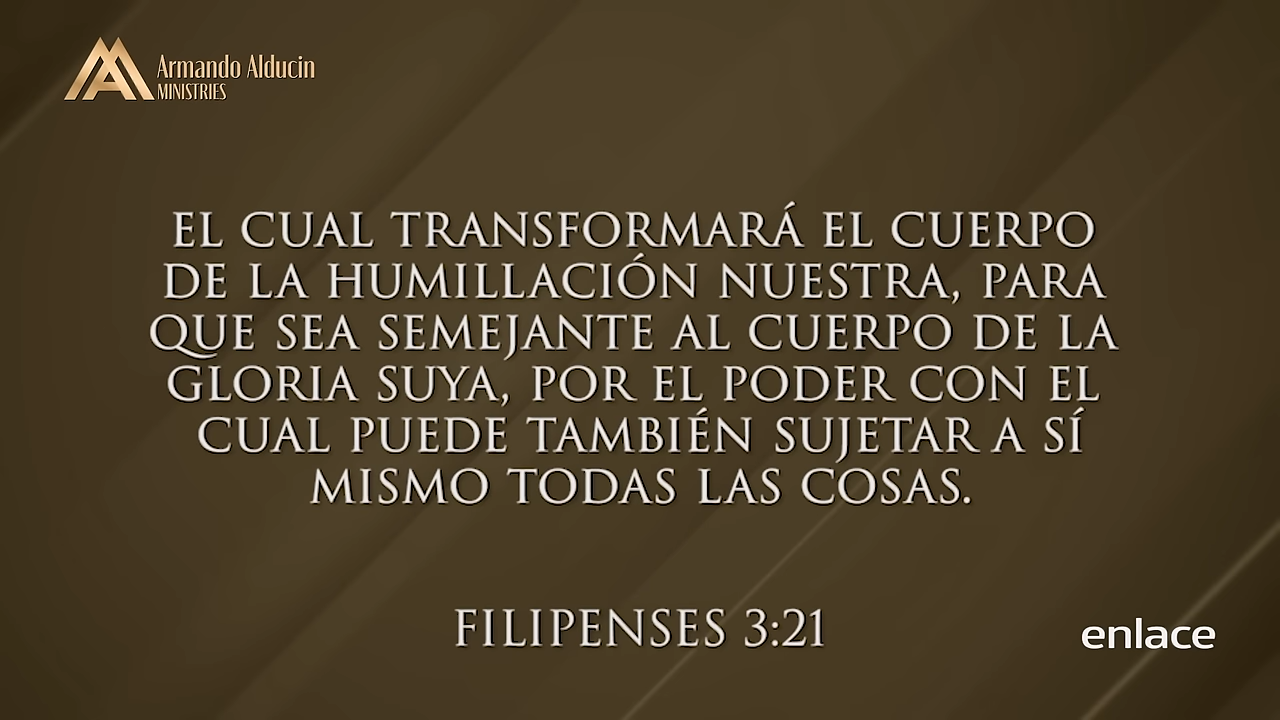 Armando Alducin
MINISTRIES
EL CUAL TRANSFORMARÁ EL CUERPO
DE LA HUMILLACIÓN NUESTRA, PARA
QUE SEA SEMEJANTE AL CUERPO DE LA
GLORIA SUYA, POR EL PODER CON EL
CUAL PUEDE TAMBIÉN SUJETAR A SÍ
MISMO TODAS LAS COSAS.
FILIPENSES 3:21
enlace